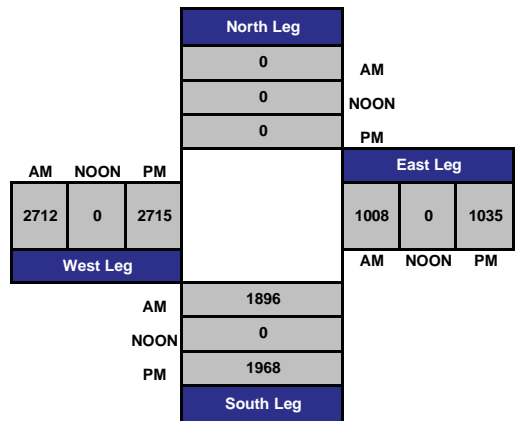 North Leg
0
AM
0
NOON
0
PM
East Leg
AM NOON PM
2712 0 2715
1008 0 1035
West Leg
AM NOON PM
AM
1896
NOON
0
PM
1968
South Leg